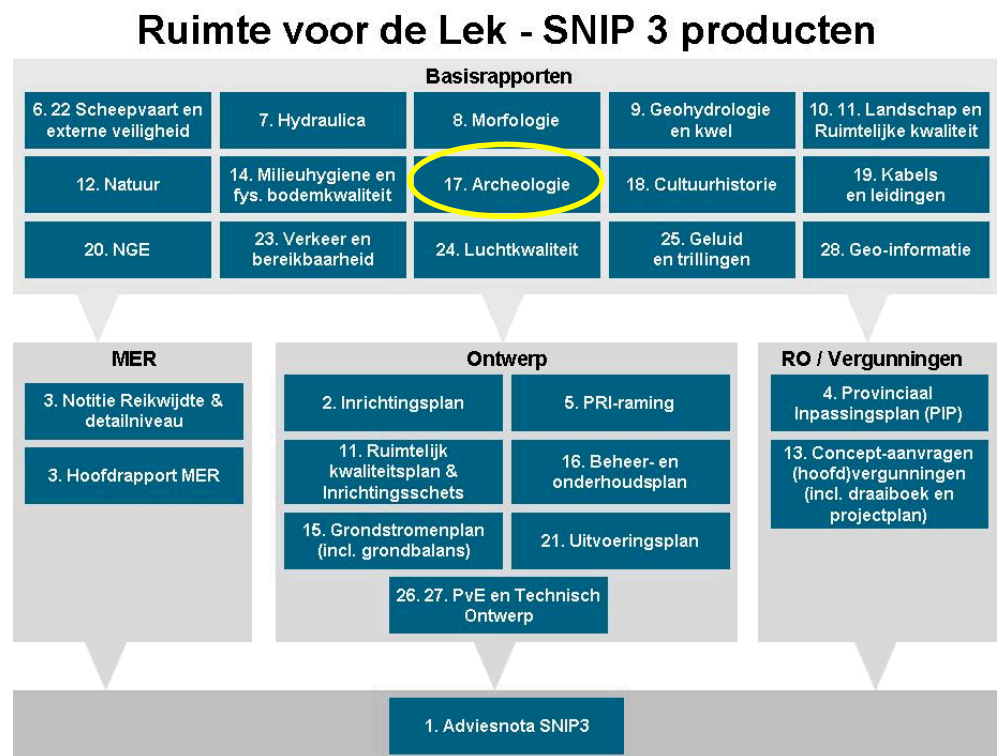 Ruimte voor de Lek - SNIP 3 producten
Basisrapporten
6. 22 Scheepvaart en
externe veiligheid
7. Hydraulica
8. Morfologie
9. Geohydrologie
en kwel
10. 11. Landschap en
Ruimtelijke kwaliteit
12. Natuur
14. Milieuhygiene en
fys. bodemkwaliteit
17. Archeologie
18. Cultuurhistorie
19. Kabels
en leidingen
20. NGE
23. Verkeer en
bereikbaarheid
24. Luchtkwaliteit
25. Geluid
en trillingen
28. Geo-informatie
MER
3. Notitie Reikwijdte &
detailniveau
3. Hoofdrapport MER
Ontwerp
2. Inrichtingsplan
5. PRI-raming
11. Ruimtelijk
kwaliteitsplan &
Inrichtingsschets
16. Beheer- en
onderhoudsplan
15. Grondstromenplan
(incl. grondbalans)
21. Uitvoeringsplan
26. 27. PvE en Technisch
Ontwerp
RO / Vergunningen
4. Provinciaal
Inpassingsplan (PIP)
13. Concept-aanvragen
(hoofd)vergunningen
(incl. draaiboek en
projectplan)
1. Adviesnota SNIP3